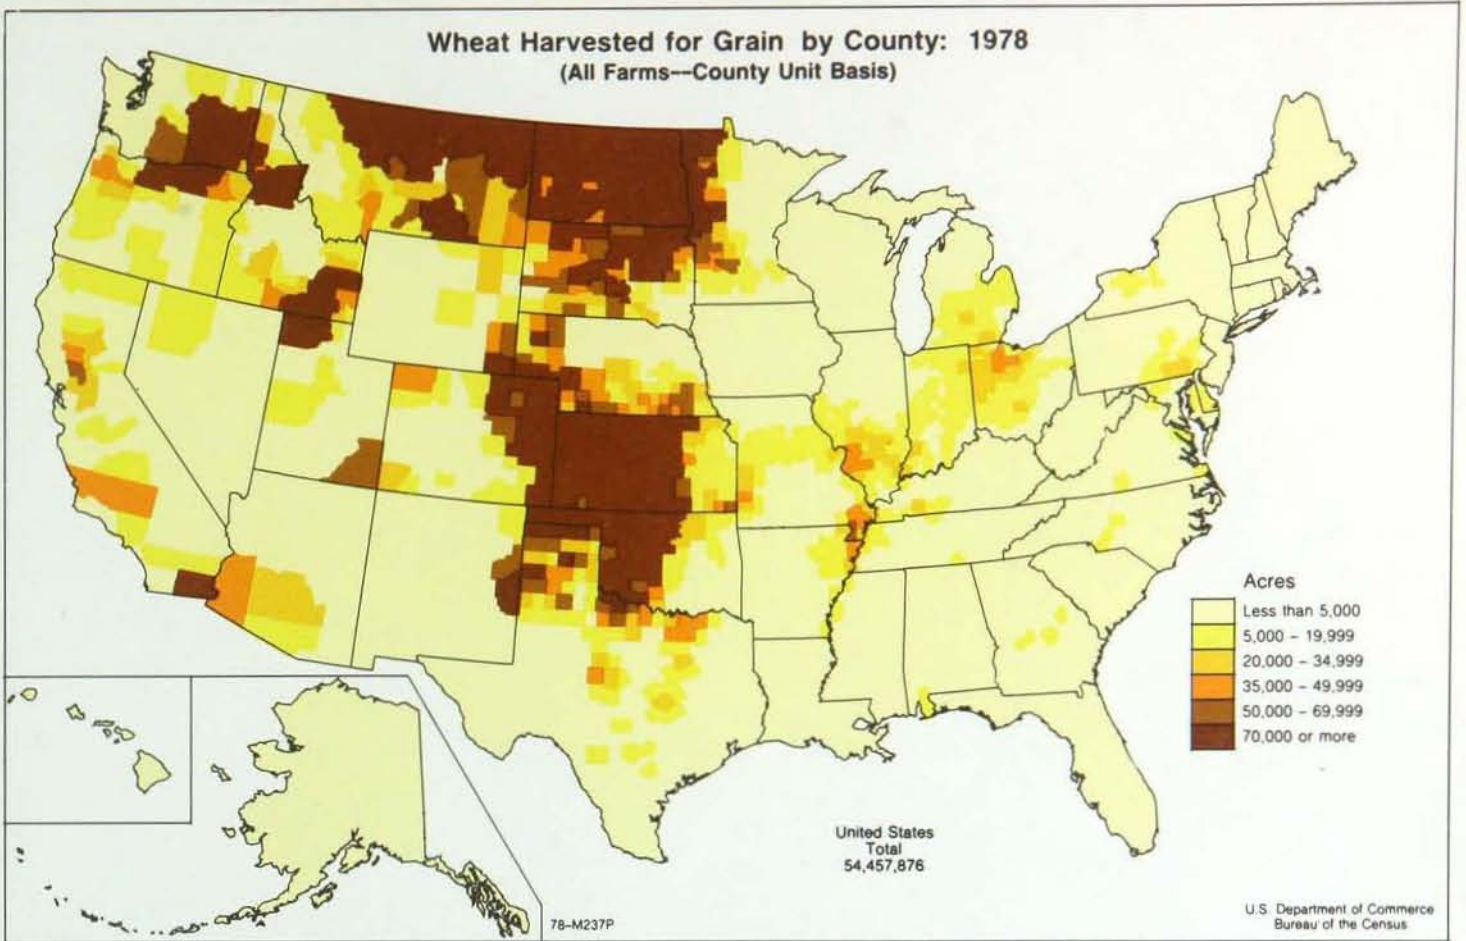 Wheat Harvested for Grain by County: 1978
(All Farms--County Unit Basis)
Acres
Less than 5,000
5,000 - 19,999
20,000 - 34,999
35,000 - 49,999
50,000 - 69,999
70,000 or more
United States
Total
54,457,876
78-M237P
U.S. Department of Commerce
Bureau of the Census